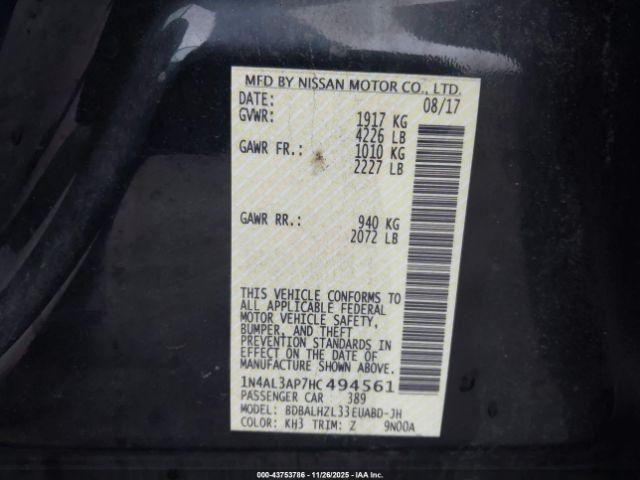 MFD BY NISSAN MOTOR CO., LTD.
DATE: 08/17
GVWR: 1917 KG
4226 LB
GAWR FR.: 1010 KG
2227 LB
GAWR RR.: 940 KG
2072 LB
THIS VEHICLE CONFORMS TO
ALL APPLICABLE FEDERAL
MOTOR VEHICLE SAFETY,
BUMPER, AND THEFT
PREVENTION STANDARDS IN
EFFECT ON THE DATE OF
MANUFACTURE SHOWN ABOVE.
1N4AL3AP7HC494561
PASSENGER CAR 389
MODEL: BDBALHZL33EUABD-JH
COLOR: KH3 TRIM: Z 9N00A
000-43753786 - 11/26/2025 - IAA Inc.